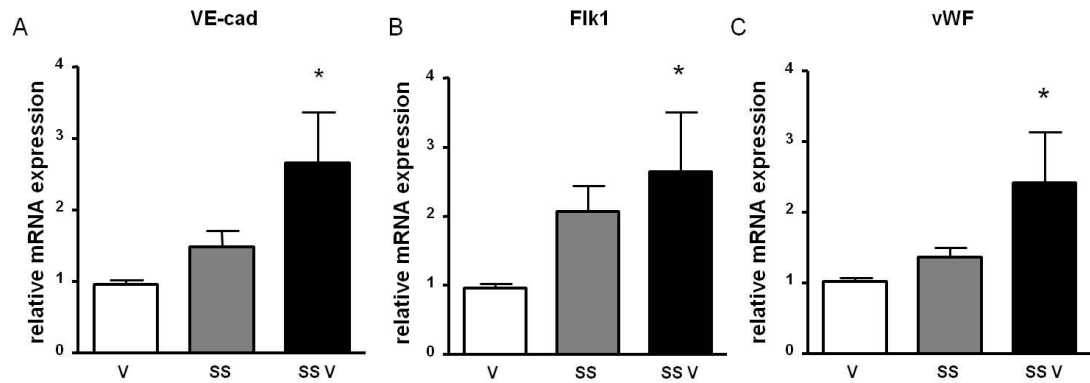 A
VE-cad
relative mRNA expression
4
3
2
1
0
*
V
SS
SS V
B
Flk1
relative mRNA expression
4
3
2
1
0
*
V
SS
SS V
C
vWF
relative mRNA expression
4
3
2
1
0
*
V
SS
SS V